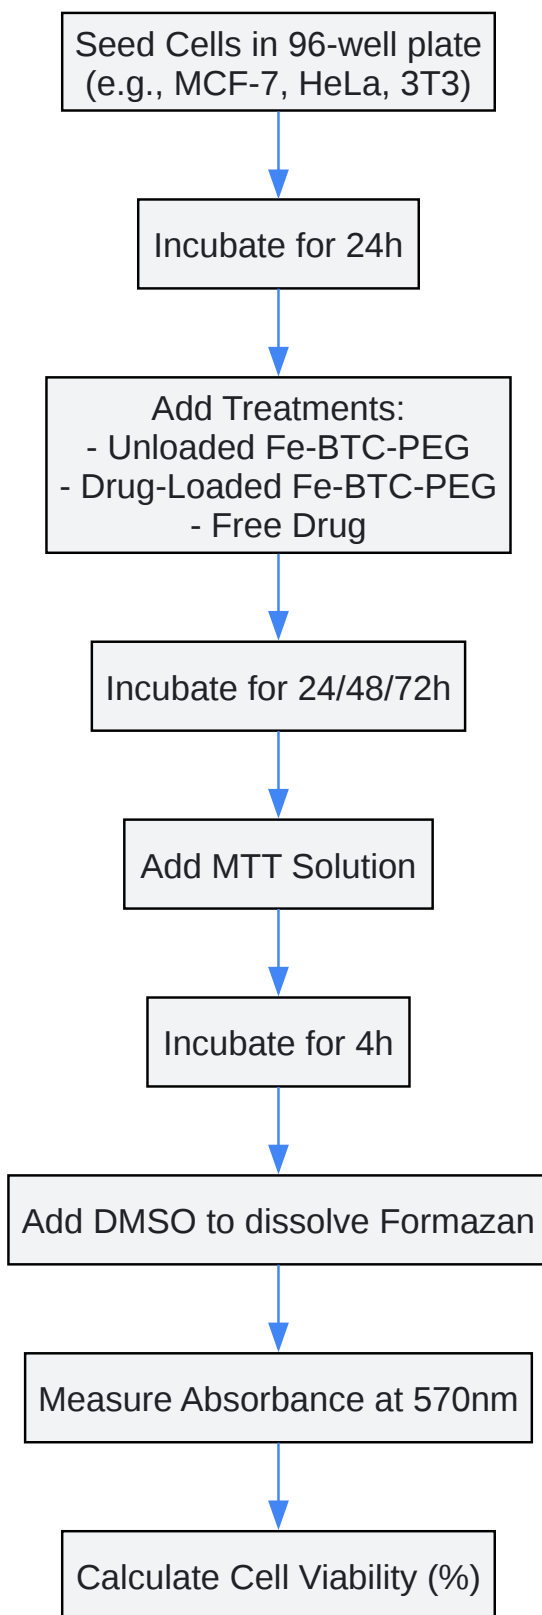 Seed Cells in 96-well plate
(e.g., MCF-7, HeLa, 3T3)
Incubate for 24h
Add Treatments:
- Unloaded Fe-BTC-PEG
- Drug-Loaded Fe-BTC-PEG
- Free Drug
Incubate for 24/48/72h
Add MTT Solution
Incubate for 4h
Add DMSO to dissolve Formazan
Measure Absorbance at 570nm
Calculate Cell Viability (%)